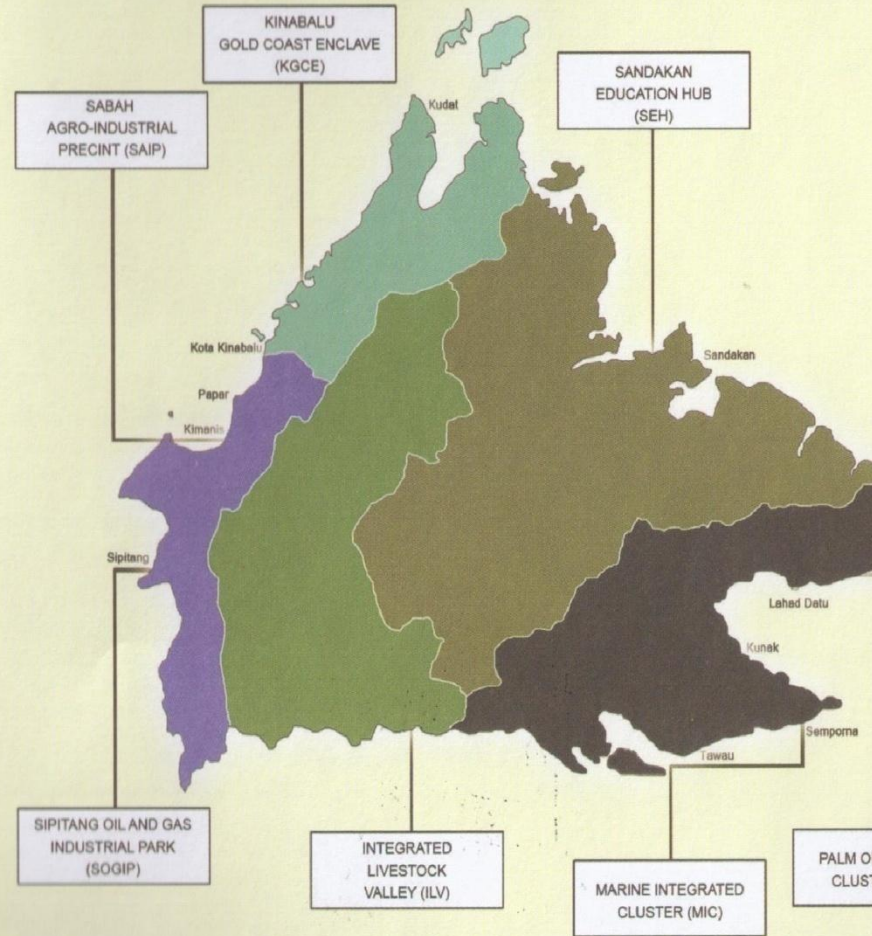 KINABALU
GOLD COAST ENCLAVE
(KGCE)
SANDAKAN
EDUCATION HUB
(SEH)
SABAH
AGRO-INDUSTRIAL
PRECINT (SAIP)
Kudat
Kota Kinabalu
Sandakan
Papar
Kimanis
Sipitang
Lahad Datu
Kunak
Semporna
Tawau
SIPITANG OIL AND GAS
INDUSTRIAL PARK
(SOGIP)
INTEGRATED
LIVESTOCK
VALLEY (ILV)
MARINE INTEGRATED
CLUSTER (MIC)
PALM O
CLUST